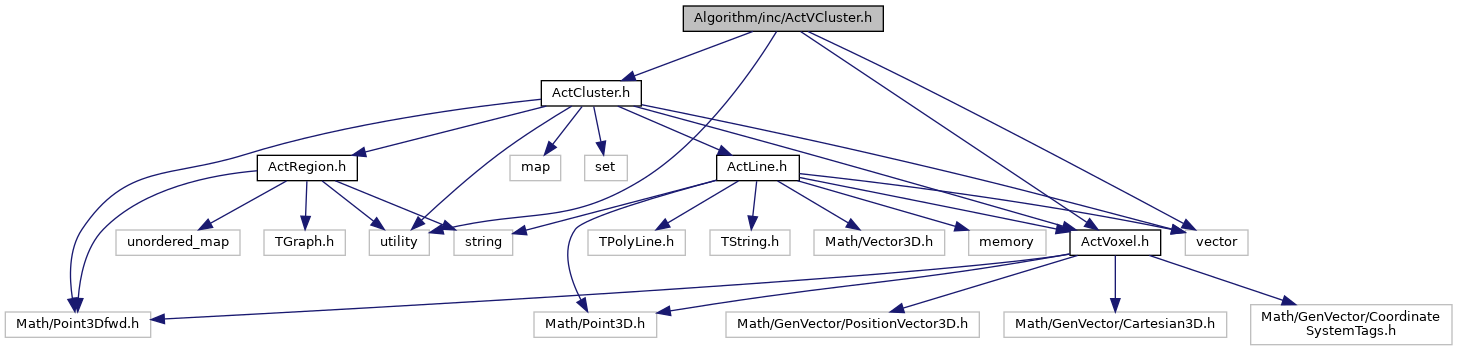 Algorithm/inc/ActVCluster.h
ActCluster.h
ActRegion.h
map
set
ActLine.h
unordered_map
TGraph.h
utility
string
TPolyLine.h
TString.h
Math/Vector3D.h
memory
ActVoxel.h
vector
Math/Point3Dfwd.h
Math/Point3D.h
Math/GenVector/PositionVector3D.h
Math/GenVector/Cartesian3D.h
Math/GenVector/Coordinate
SystemTags.h